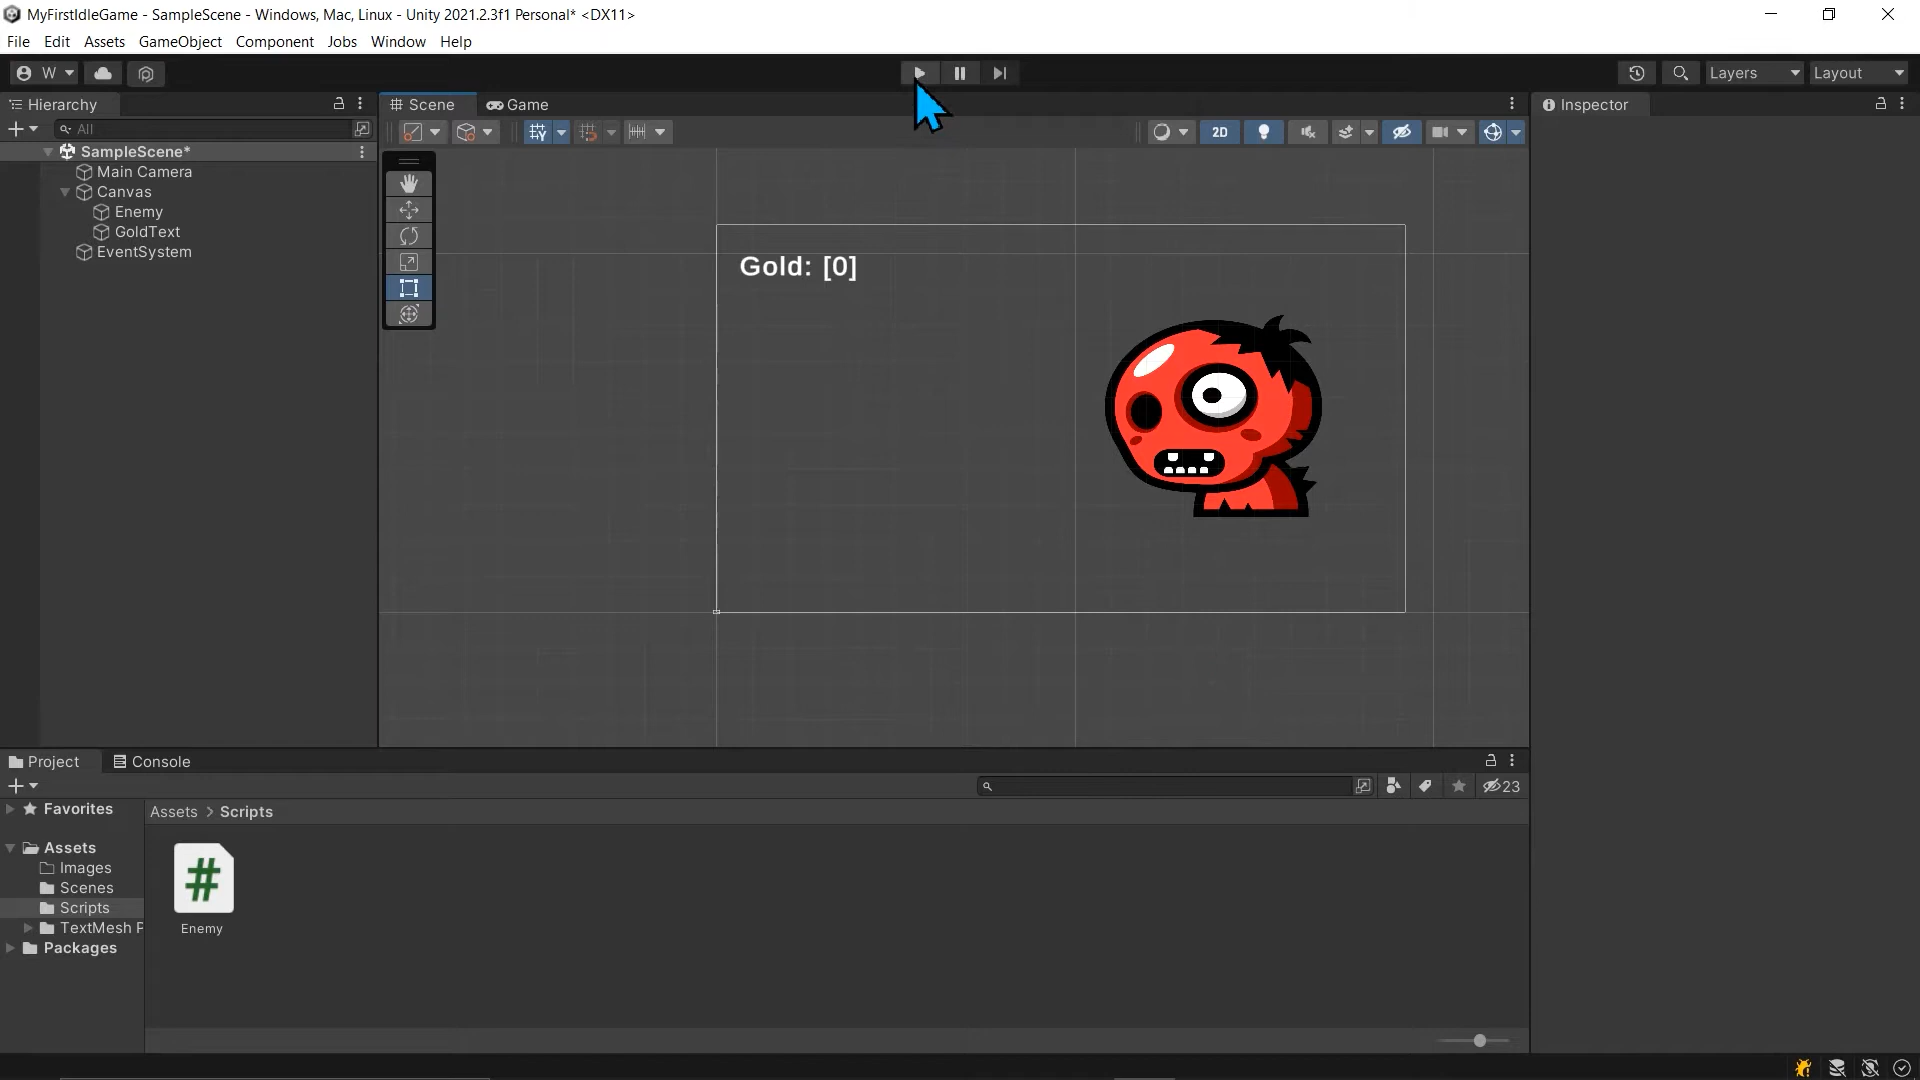 MyFirstIdleGame - SampleScene - Windows, Mac, Linux - Unity 2021.2.3f1 Personal* <DX11>
File Edit Assets GameObject Component Jobs Window Help
W
Layers Layout
Hierarchy
Scene Game
Inspector
All
2D
SampleScene*
Main Camera
Canvas
Enemy
GoldText
EventSystem
Gold: [0]
Project Console
23
Favorites
Assets > Scripts
Assets
Images
Scenes
Scripts
TextMesh P
Packages
#
Enemy